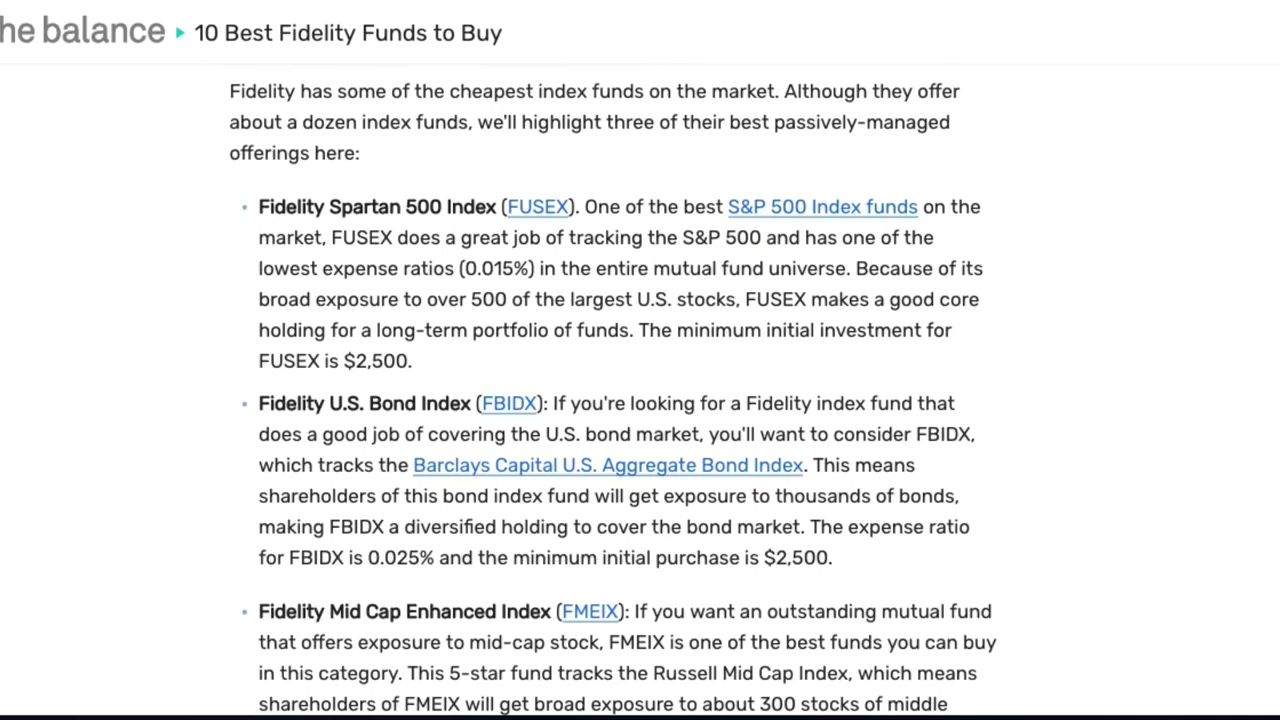 he balance ▸ 10 Best Fidelity Funds to Buy
Fidelity has some of the cheapest index funds on the market. Although they offer
about a dozen index funds, we'll highlight three of their best passively-managed
offerings here:
• Fidelity Spartan 500 Index (FUSEX). One of the best S&P 500 Index funds on the
market, FUSEX does a great job of tracking the S&P 500 and has one of the
lowest expense ratios (0.015%) in the entire mutual fund universe. Because of its
broad exposure to over 500 of the largest U.S. stocks, FUSEX makes a good core
holding for a long-term portfolio of funds. The minimum initial investment for
FUSEX is $2,500.
• Fidelity U.S. Bond Index (FBIDX): If you're looking for a Fidelity index fund that
does a good job of covering the U.S. bond market, you'll want to consider FBIDX,
which tracks the Barclays Capital U.S. Aggregate Bond Index. This means
shareholders of this bond index fund will get exposure to thousands of bonds,
making FBIDX a diversified holding to cover the bond market. The expense ratio
for FBIDX is 0.025% and the minimum initial purchase is $2,500.
• Fidelity Mid Cap Enhanced Index (FMEIX): If you want an outstanding mutual fund
that offers exposure to mid-cap stock, FMEIX is one of the best funds you can buy
in this category. This 5-star fund tracks the Russell Mid Cap Index, which means
shareholders of FMEIX will get broad exposure to about 300 stocks of middle